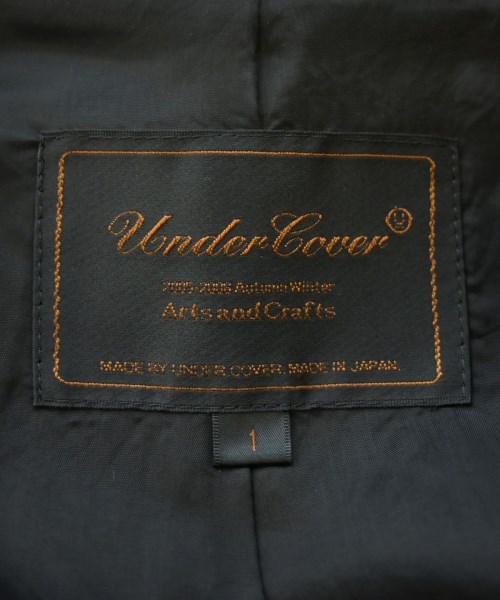 UnderCover
2005-2006 Autumn Winter
Arts and Crafts
MADE BY UNDER COVER. MADE IN JAPAN.
1